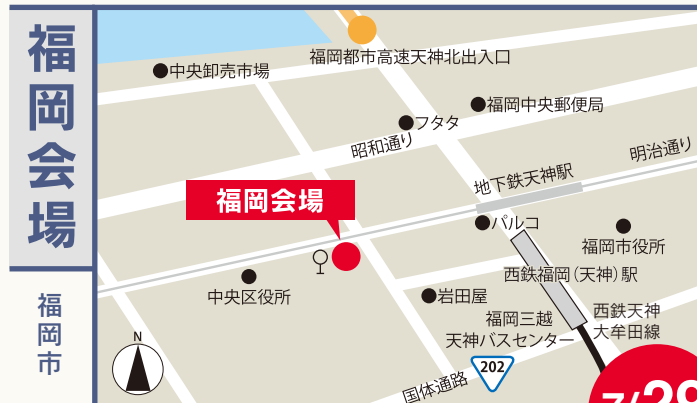 福岡会場
福岡市
福岡都市高速天神北出入口
中央卸売市場
福岡中央郵便局
フタタ
昭和通り
明治通り
地下鉄天神駅
福岡会場
パルコ
福岡市役所
中央区役所
西鉄福岡(天神)駅
岩田屋
福岡三越
天神バスセンター
西鉄天神
大牟田線
202
国体通路
N
7/29